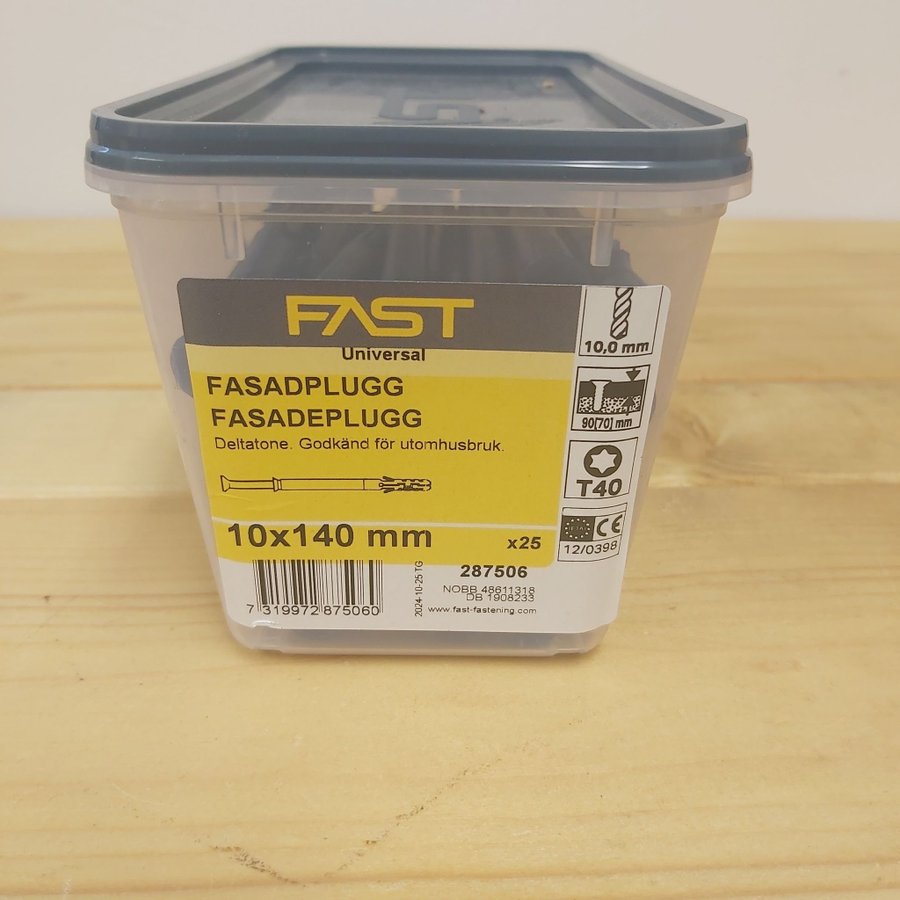 FAST
Universal
FASADPLUGG
FASADEPLUGG
Deltatone. Godkänd för utomhusbruk.
10x140 mm
x25
10,0 mm
90[70] mm
T40
CE
12/0398
7 319972 875060
2024-10-25 TG
287506
NOBB 48611318
DB 1908233
www.fast-fastening.com